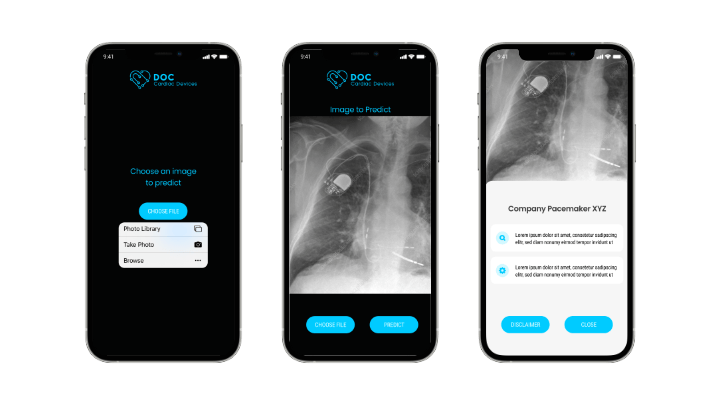 9:41
DOC
Cardiac Devices
Choose an image
to predict
CHOOSE FILE
Photo Library
Take Photo
Browse
9:41
DOC
Cardiac Devices
Image to Predict
CHOOSE FILE
PREDICT
9:41
Company Pacemaker XYZ
Lorem ipsum dolor sit amet, consetetur sadipscing
elitr, sed diam nonumy eirmod tempor invidunt ut
Lorem ipsum dolor sit amet, consetetur sadipscing
elitr, sed diam nonumy eirmod tempor invidunt ut
DISCLAIMER
CLOSE